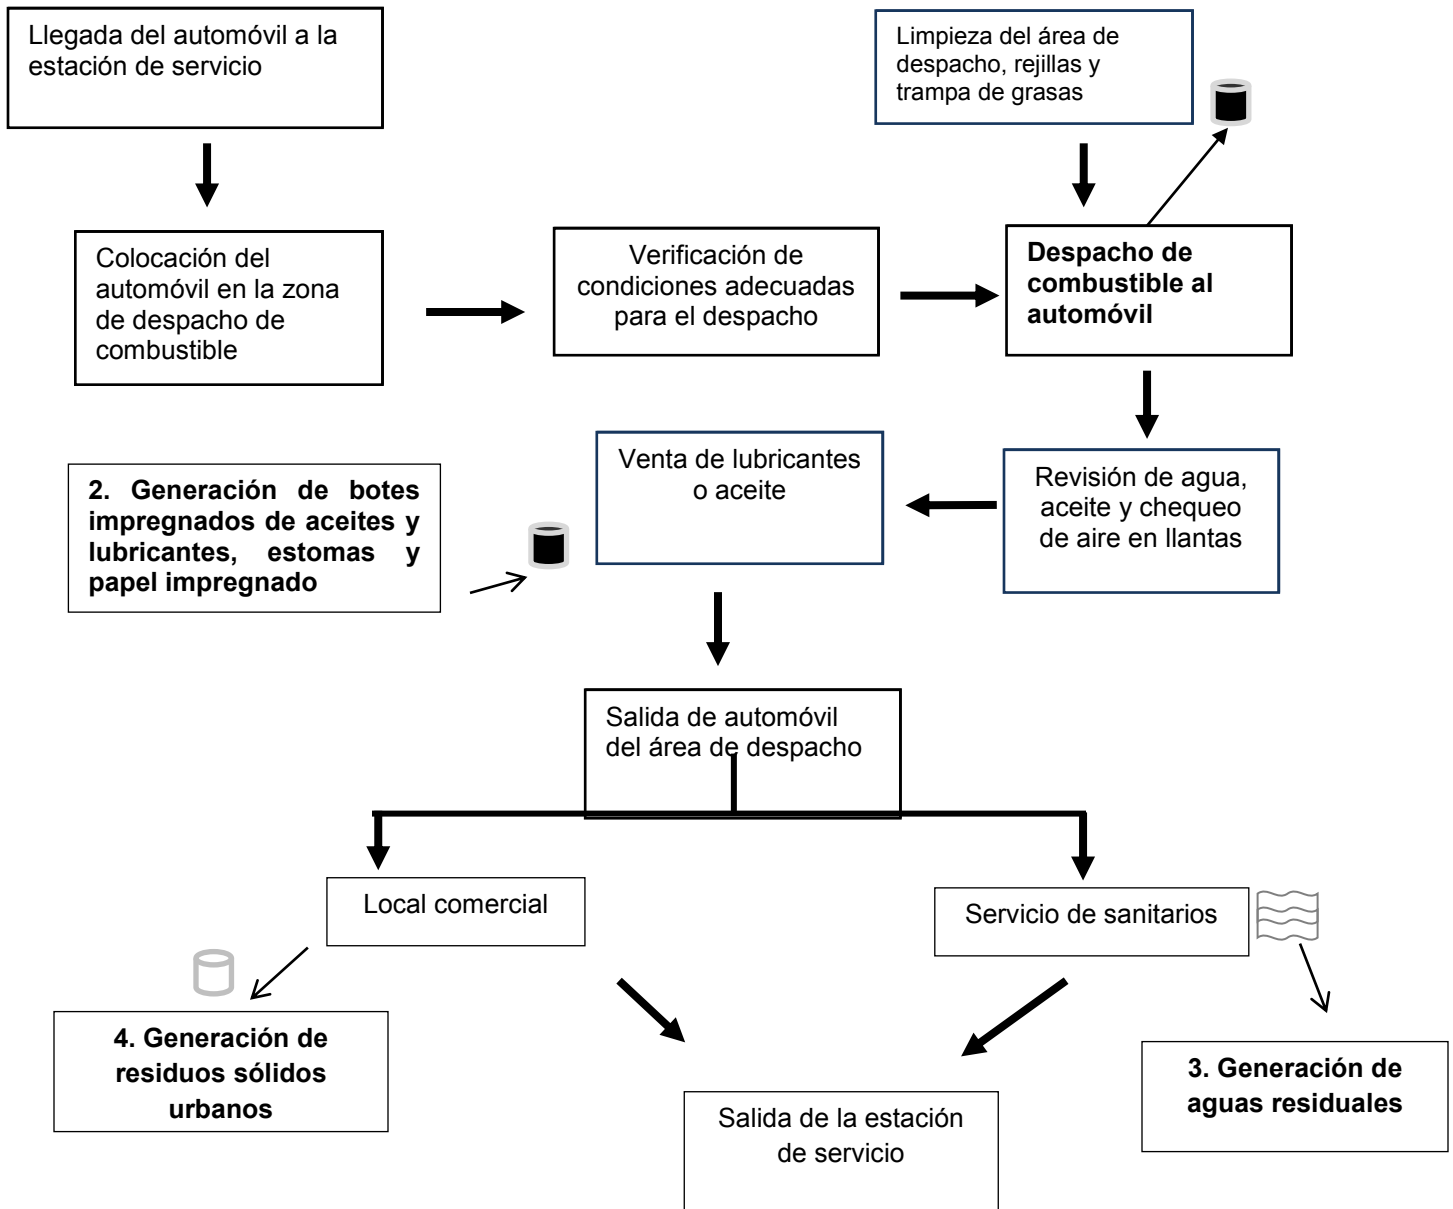 Llegada del automóvil a la
estación de servicio
Limpieza del área de
despacho, rejillas y
trampa de grasas
Colocación del
automóvil en la zona
de despacho de
combustible
Verificación de
condiciones adecuadas
para el despacho
Despacho de
combustible al
automóvil
2. Generación de botes
impregnados de aceites y
lubricantes, estomas y
papel impregnado
Venta de lubricantes
o aceite
Revisión de agua,
aceite y chequeo
de aire en llantas
Salida de automóvil
del área de despacho
Local comercial
Servicio de sanitarios
4. Generación de
residuos sólidos
urbanos
Salida de la estación
de servicio
3. Generación de
aguas residuales